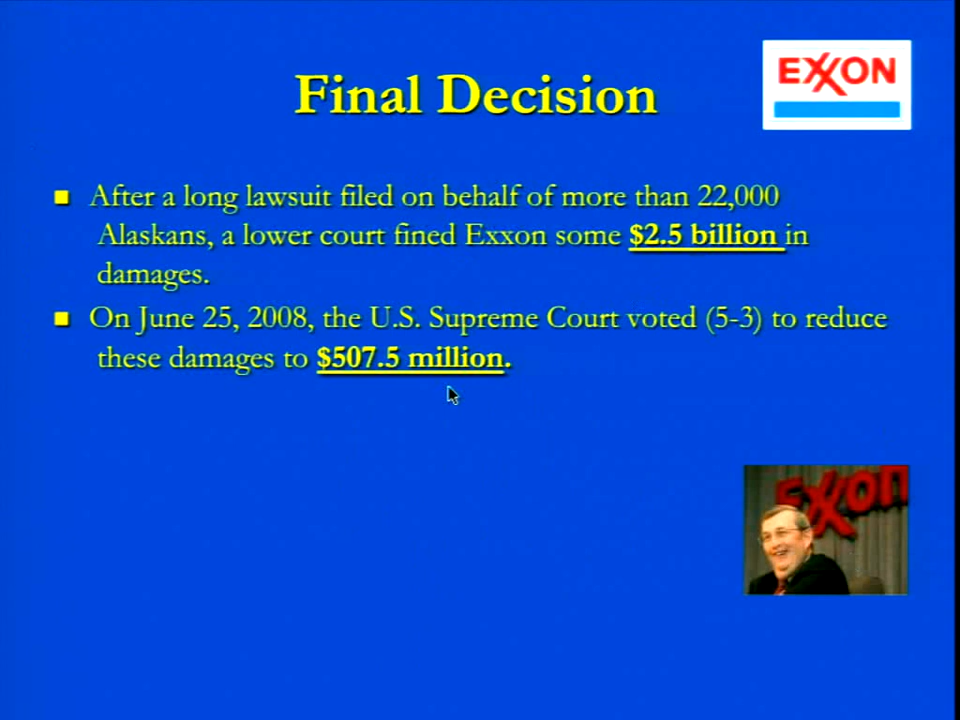 EXXON
Final Decision
After a long lawsuit filed on behalf of more than 22,000
Alaskans, a lower court fined Exxon some $2.5 billion in
damages.
On June 25, 2008, the U.S. Supreme Court voted (5-3) to reduce
these damages to $507.5 million.
Exxon